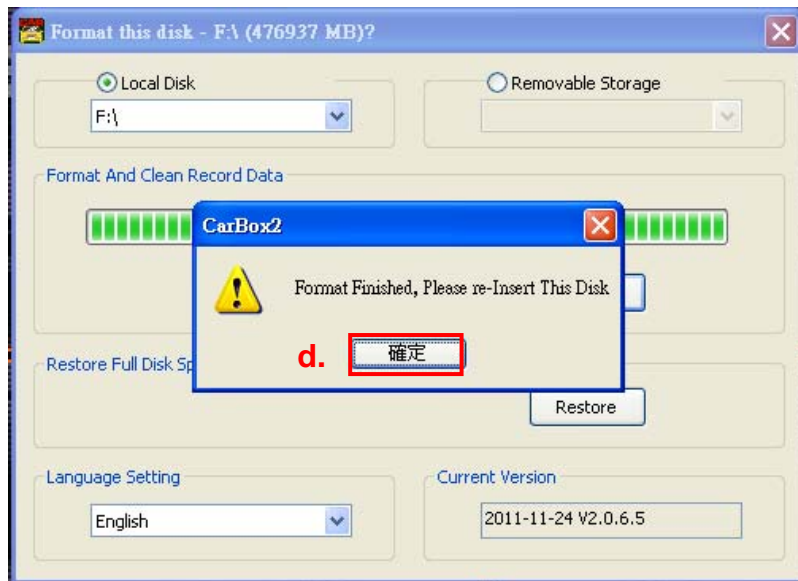 Format this disk - F:\ (476937 MB)?
Local Disk
Removable Storage
F:\
Format And Clean Record Data
CarBox2
Format Finished, Please re-Insert This Disk
d.
確定
Restore Full Disk Sp
Restore
Language Setting
Current Version
English
2011-11-24 V2.0.6.5